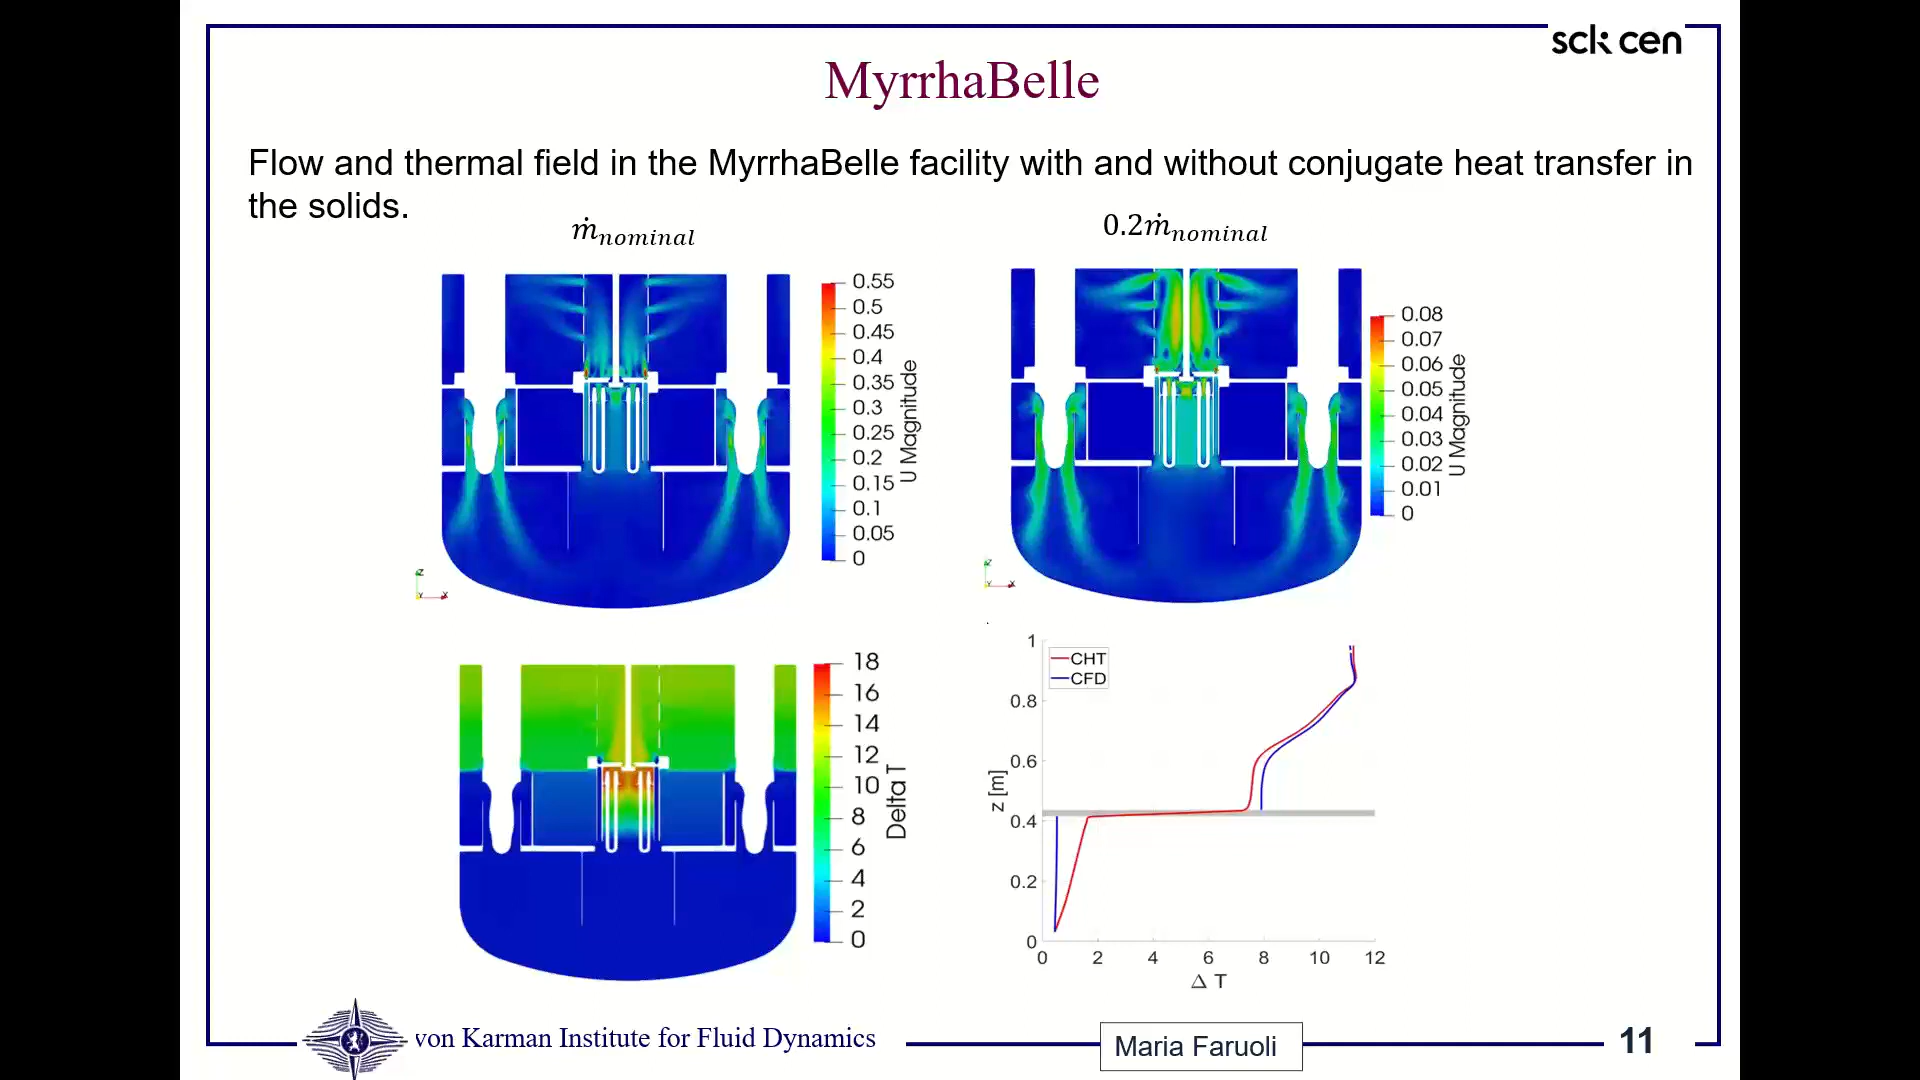 sck cen
MyrrhaBelle
Flow and thermal field in the MyrrhaBelle facility with and without conjugate heat transfer in
the solids.
ṁnominal
0.2ṁnominal
0.55
0.5
0.45
0.4
0.35
0.3
0.25
0.2
0.15
0.1
0.05
0
U Magnitude
Z
Y
X
0.08
0.07
0.06
0.05
0.04
0.03
0.02
0.01
0
U Magnitude
Z
Y
X
18
16
14
12
10
8
6
4
2
0
Delta T
CHT
CFD
1
0.8
0.6
0.4
0.2
0
z [m]
0 2 4 6 8 10 12
Δ T
von Karman Institute for Fluid Dynamics
Maria Faruoli
11